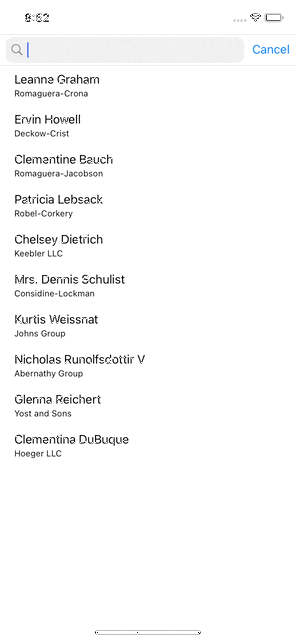 9:52
Cancel
Leanne Graham
Romaguera-Crona
Ervin Howell
Deckow-Crist
Clementine Bauch
Romaguera-Jacobson
Patricia Lebsack
Robel-Corkery
Chelsey Dietrich
Keebler LLC
Mrs. Dennis Schulist
Considine-Lockman
Kurtis Weissnat
Johns Group
Nicholas Runolfsdottir V
Abernathy Group
Glenna Reichert
Yost and Sons
Clementina DuBuque
Hoeger LLC